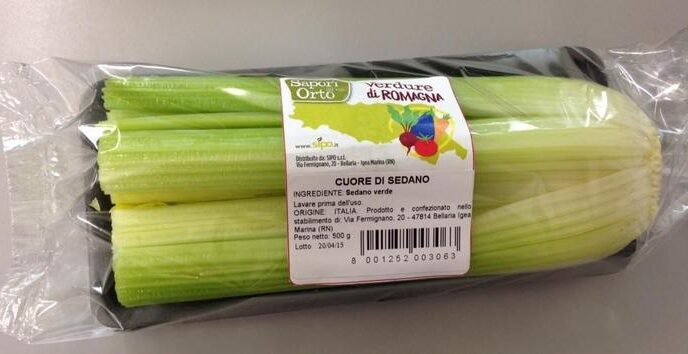 Sapori
Orto
verdure
di ROMAGNA
www.sipo.it
Distribuito da: SIPO s.r.l.
Via Fermignano, 20 - Bellaria - Igea Marina (RN)
CUORE DI SEDANO
INGREDIENTE: Sedano verde
Lavare prima dell'uso.
ORIGINE: ITALIA. Prodotto e confezionato nello
stabilimento di: Via Fermignano, 20 - 47814 Bellaria Igea
Marina (RN)
Peso netto: 500 g
Lotto 20/04/15
8 001252 003063